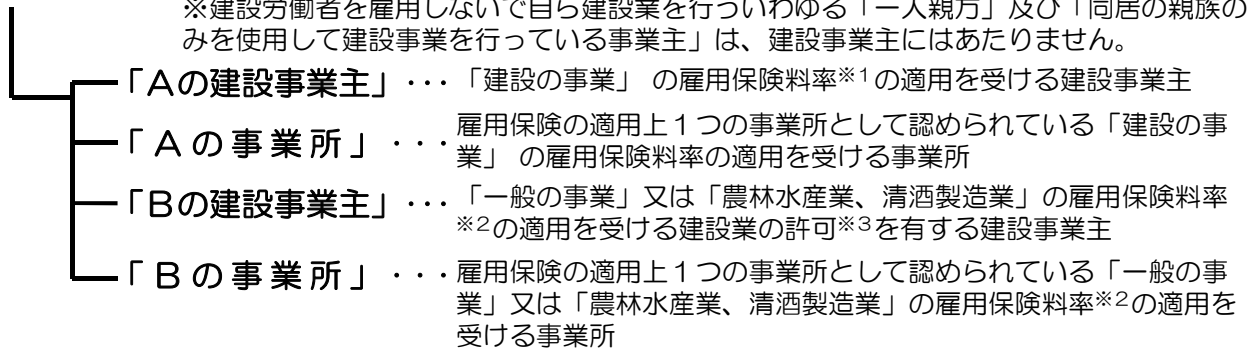 ※建設労働者を雇用しないで自ら建設業を行ういわゆる「一人親方」及び「同居の親族の
みを使用して建設事業を行っている事業主」は、建設事業主にはあたりません。
「Aの建設事業主」・・・「建設の事業」 の雇用保険料率※1の適用を受ける建設事業主
「Aの事業所」・・・雇用保険の適用上1つの事業所として認められている「建設の事
業」 の雇用保険料率の適用を受ける事業所
「Bの建設事業主」・・・「一般の事業」又は「農林水産業、清酒製造業」の雇用保険料率
※2の適用を受ける建設業の許可※3を有する建設事業主
「Bの事業所」・・・雇用保険の適用上1つの事業所として認められている「一般の事
業」又は「農林水産業、清酒製造業」の雇用保険料率※2の適用を
受ける事業所